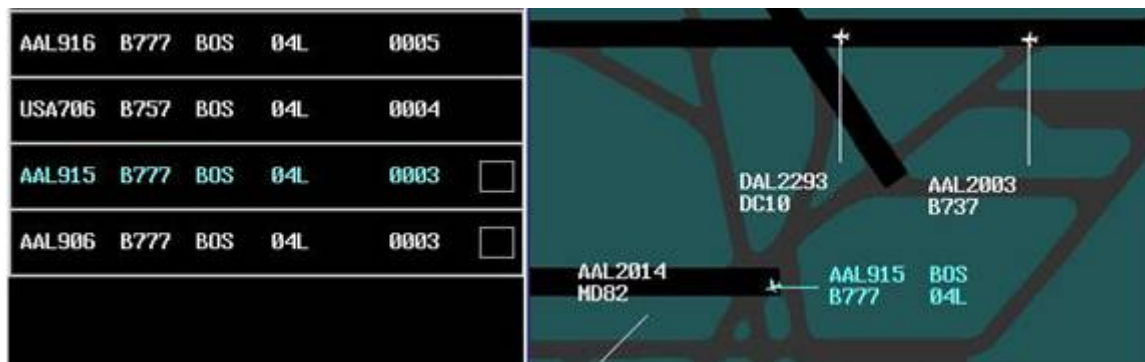 AAL916 B777 BOS 04L 0005
USA706 B757 BOS 04L 0004
AAL915 B777 BOS 04L 0003
AAL906 B777 BOS 04L 0003
DAL2293
DC10
AAL2003
B737
AAL2014
MD82
AAL915 BOS
B777 04L